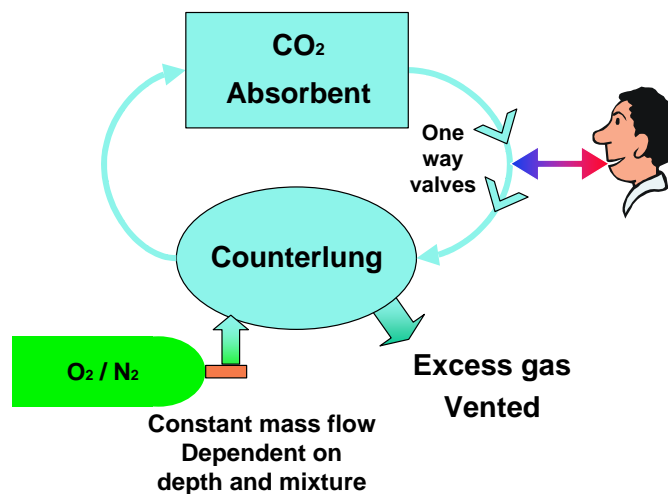 CO₂
Absorbent
One
way
valves
Counterlung
O₂ / N₂
Excess gas
Vented
Constant mass flow
Dependent on
depth and mixture